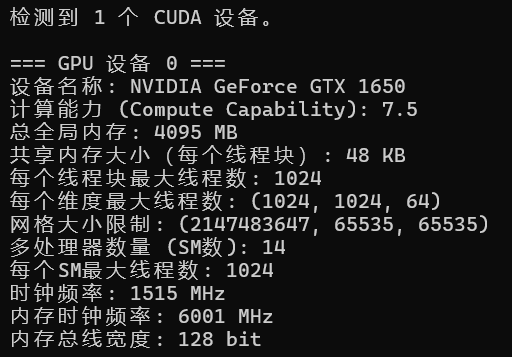 检测到 1 个 CUDA 设备。
=== GPU 设备 0 ===
设备名称: NVIDIA GeForce GTX 1650
计算能力 (Compute Capability): 7.5
总全局内存: 4095 MB
共享内存大小 (每个线程块) : 48 KB
每个线程块最大线程数: 1024
每个维度最大线程数: (1024, 1024, 64)
网格大小限制: (2147483647, 65535, 65535)
多处理器数量 (SM数): 14
每个SM最大线程数: 1024
时钟频率: 1515 MHz
内存时钟频率: 6001 MHz
内存总线宽度: 128 bit